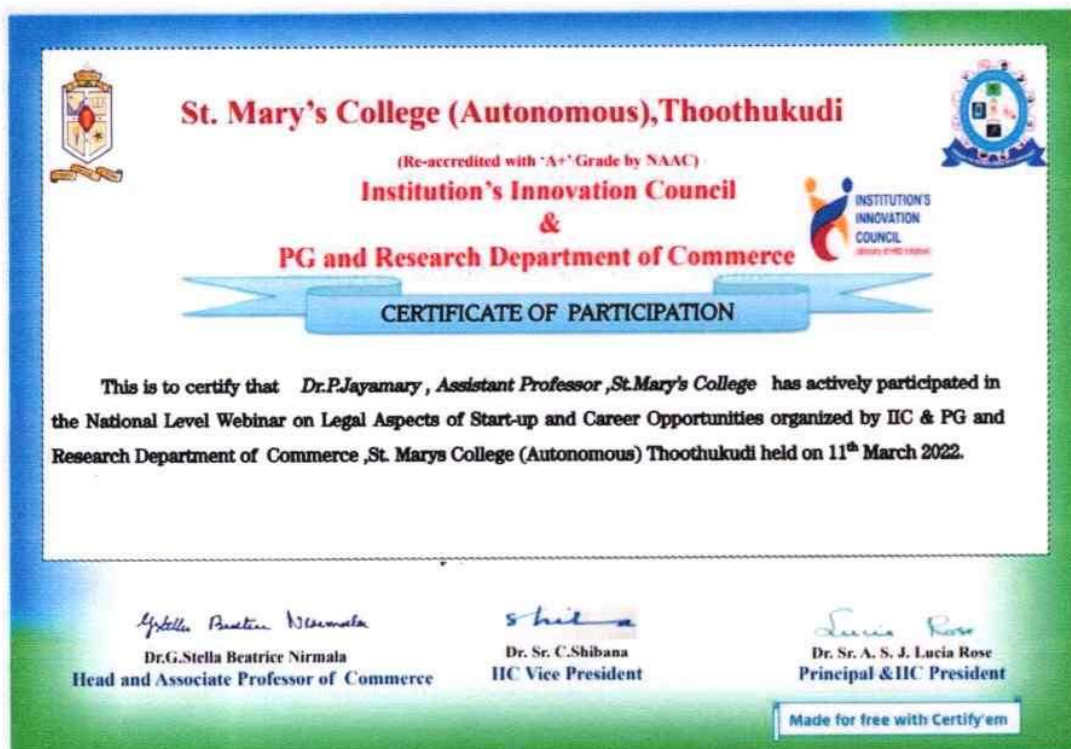 St. Mary's College (Autonomous),Thoothukudi
(Re-accredited with 'A+' Grade by NAAC)
Institution's Innovation Council
&
PG and Research Department of Commerce
INSTITUTION'S
INNOVATION
COUNCIL
CERTIFICATE OF PARTICIPATION
This is to certify that Dr.P.Jayamary , Assistant Professor ,St.Mary's College has actively participated in
the National Level Webinar on Legal Aspects of Start-up and Career Opportunities organized by IIC & PG and
Research Department of Commerce ,St. Marys College (Autonomous) Thoothukudi held on 11th March 2022.
Lucia Rose
Dr.G.Stella Beatrice Nirmala
Head and Associate Professor of Commerce
Dr. Sr. C.Shibana
IIC Vice President
Dr. Sr. A. S. J. Lucia Rose
Principal &IIC President
Made for free with Certify'em